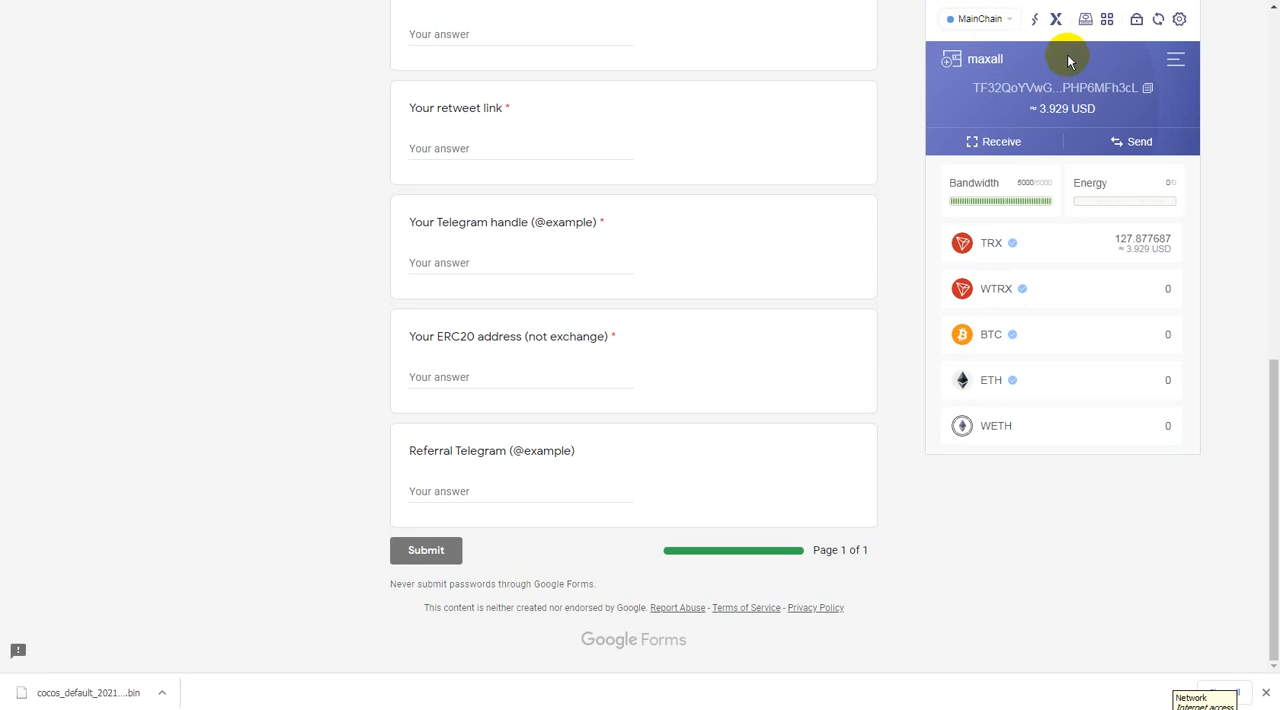 Your answer
Your retweet link *
Your answer
Your Telegram handle (@example) *
Your answer
Your ERC20 address (not exchange) *
Your answer
Referral Telegram (@example)
Your answer
Submit
Page 1 of 1
Never submit passwords through Google Forms.
This content is neither created nor endorsed by Google. Report Abuse - Terms of Service - Privacy Policy
Google Forms
MainChain
maxall
TF32QoYVwG...PHP6MFh3cL
≈ 3.929 USD
Receive
Send
Bandwidth 5000/5000
Energy 0/0
TRX 127.877687
≈ 3.929 USD
WTRX 0
BTC 0
ETH 0
WETH 0
cocos_default_2021....bin
Network
Internet access